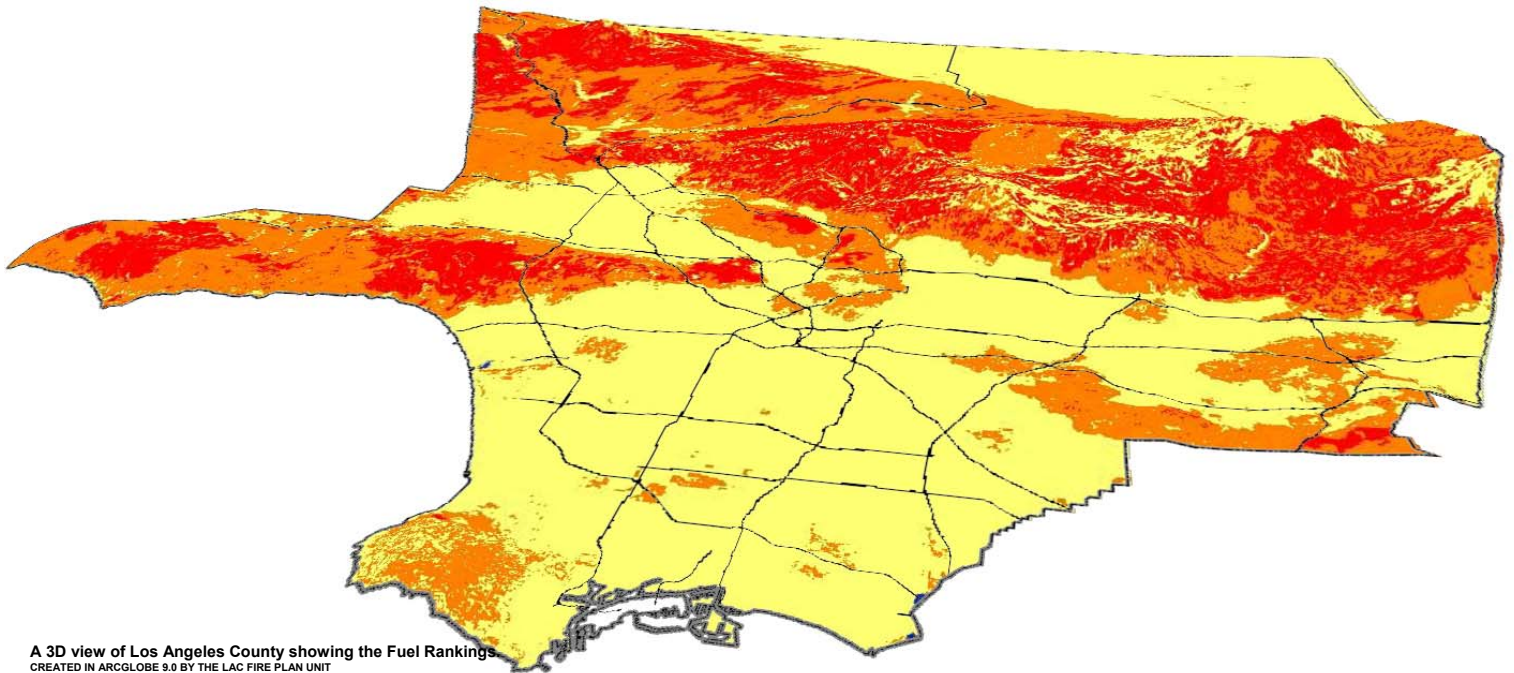 A 3D view of Los Angeles County showing the Fuel Rankings.
CREATED IN ARCGLOBE 9.0 BY THE LAC FIRE PLAN UNIT